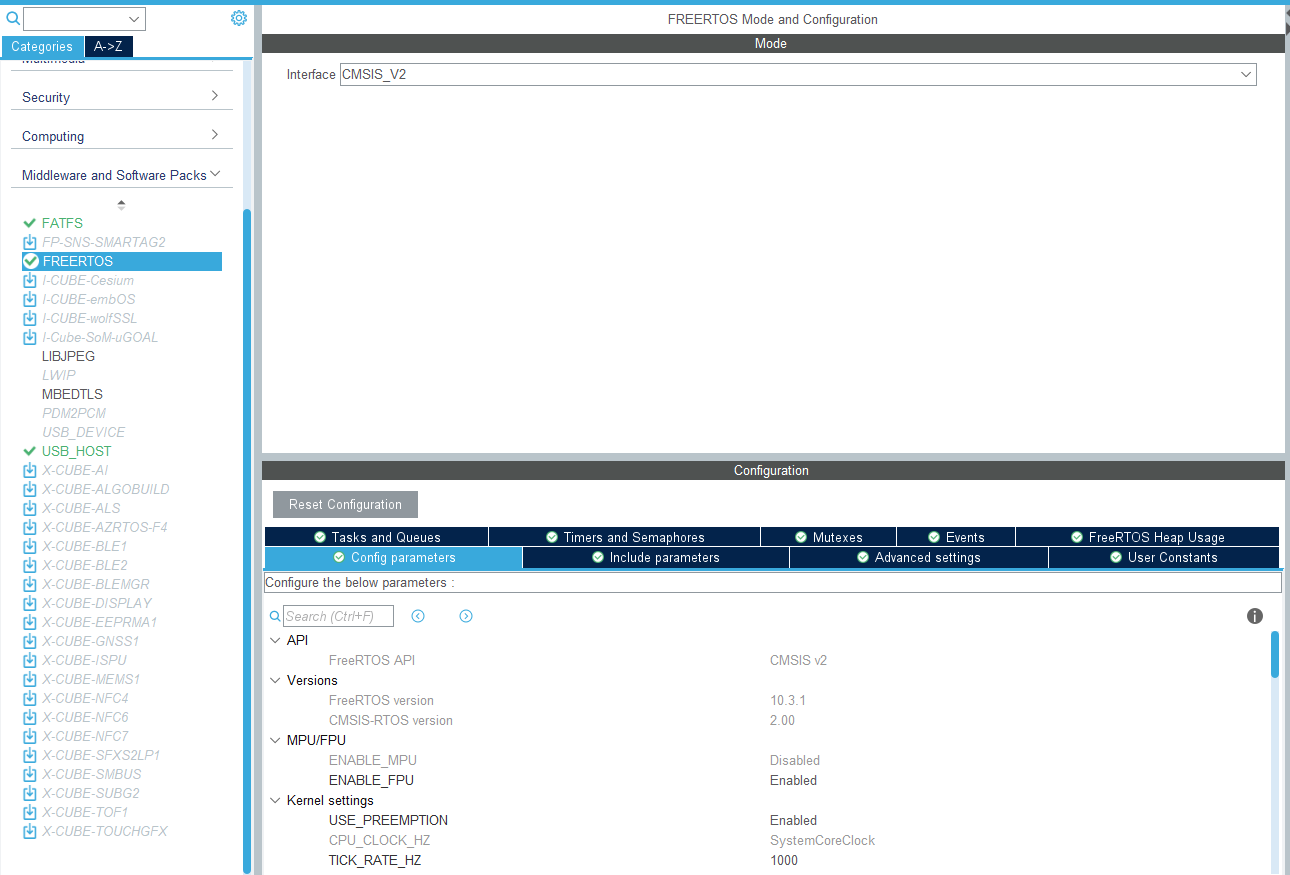 Categories
A->Z
Multimedia
Security
Computing
Middleware and Software Packs
FATFS
FP-SNS-SMARTAG2
FREERTOS
I-CUBE-Cesium
I-CUBE-embOS
I-CUBE-wolfSSL
I-Cube-SoM-uGOAL
LIBJPEG
LWIP
MBEDTLS
PDM2PCM
USB_DEVICE
USB_HOST
X-CUBE-AI
X-CUBE-ALGOBUILD
X-CUBE-ALS
X-CUBE-AZRTOS-F4
X-CUBE-BLE1
X-CUBE-BLE2
X-CUBE-BLEMGR
X-CUBE-DISPLAY
X-CUBE-EEPRMA1
X-CUBE-GNSS1
X-CUBE-ISPU
X-CUBE-MEMS1
X-CUBE-NFC4
X-CUBE-NFC6
X-CUBE-NFC7
X-CUBE-SFXS2LP1
X-CUBE-SMBUS
X-CUBE-SUBG2
X-CUBE-TOF1
X-CUBE-TOUCHGFX
FREERTOS Mode and Configuration
Mode
Interface CMSIS_V2
Configuration
Reset Configuration
Tasks and Queues Timers and Semaphores Mutexes Events FreeRTOS Heap Usage
Config parameters Include parameters Advanced settings User Constants
Configure the below parameters :
Search (Ctrl+F)
API
FreeRTOS API CMSIS v2
Versions
FreeRTOS version 10.3.1
CMSIS-RTOS version 2.00
MPU/FPU
ENABLE_MPU Disabled
ENABLE_FPU Enabled
Kernel settings
USE_PREEMPTION Enabled
CPU_CLOCK_HZ SystemCoreClock
TICK_RATE_HZ 1000